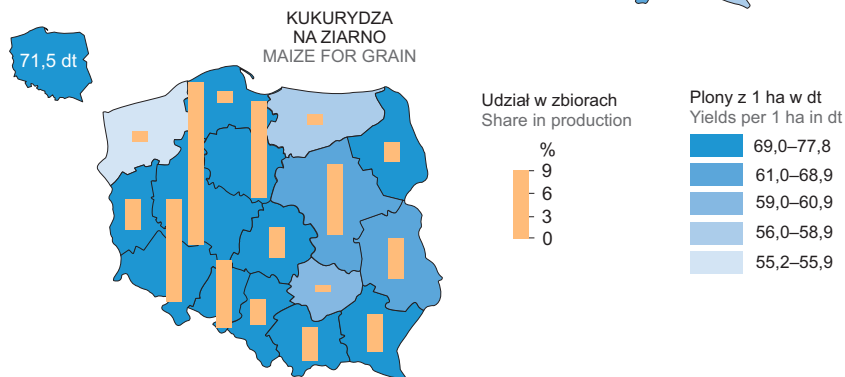 KUKURYDZA
NA ZIARNO
MAIZE FOR GRAIN
71,5 dt
Udział w zbiorach
Share in production
%
9
6
3
0
Plony z 1 ha w dt
Yields per 1 ha in dt
69,0–77,8
61,0–68,9
59,0–60,9
56,0–58,9
55,2–55,9